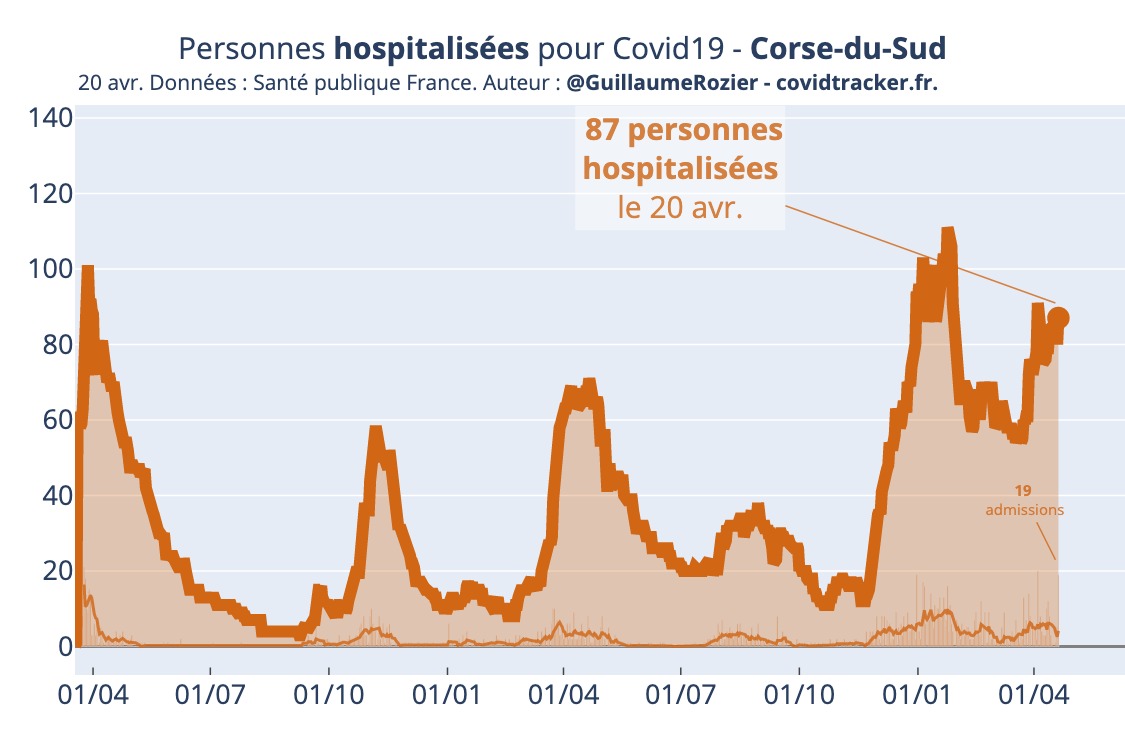 Personnes hospitalisées pour Covid19 - Corse-du-Sud
20 avr. Données : Santé publique France. Auteur : @GuillaumeRozier - covidtracker.fr.
140
87 personnes
hospitalisées
le 20 avr.
120
100
80
60
40
19
admissions
20
0
01/04 01/07 01/10 01/01 01/04 01/07 01/10 01/01 01/04